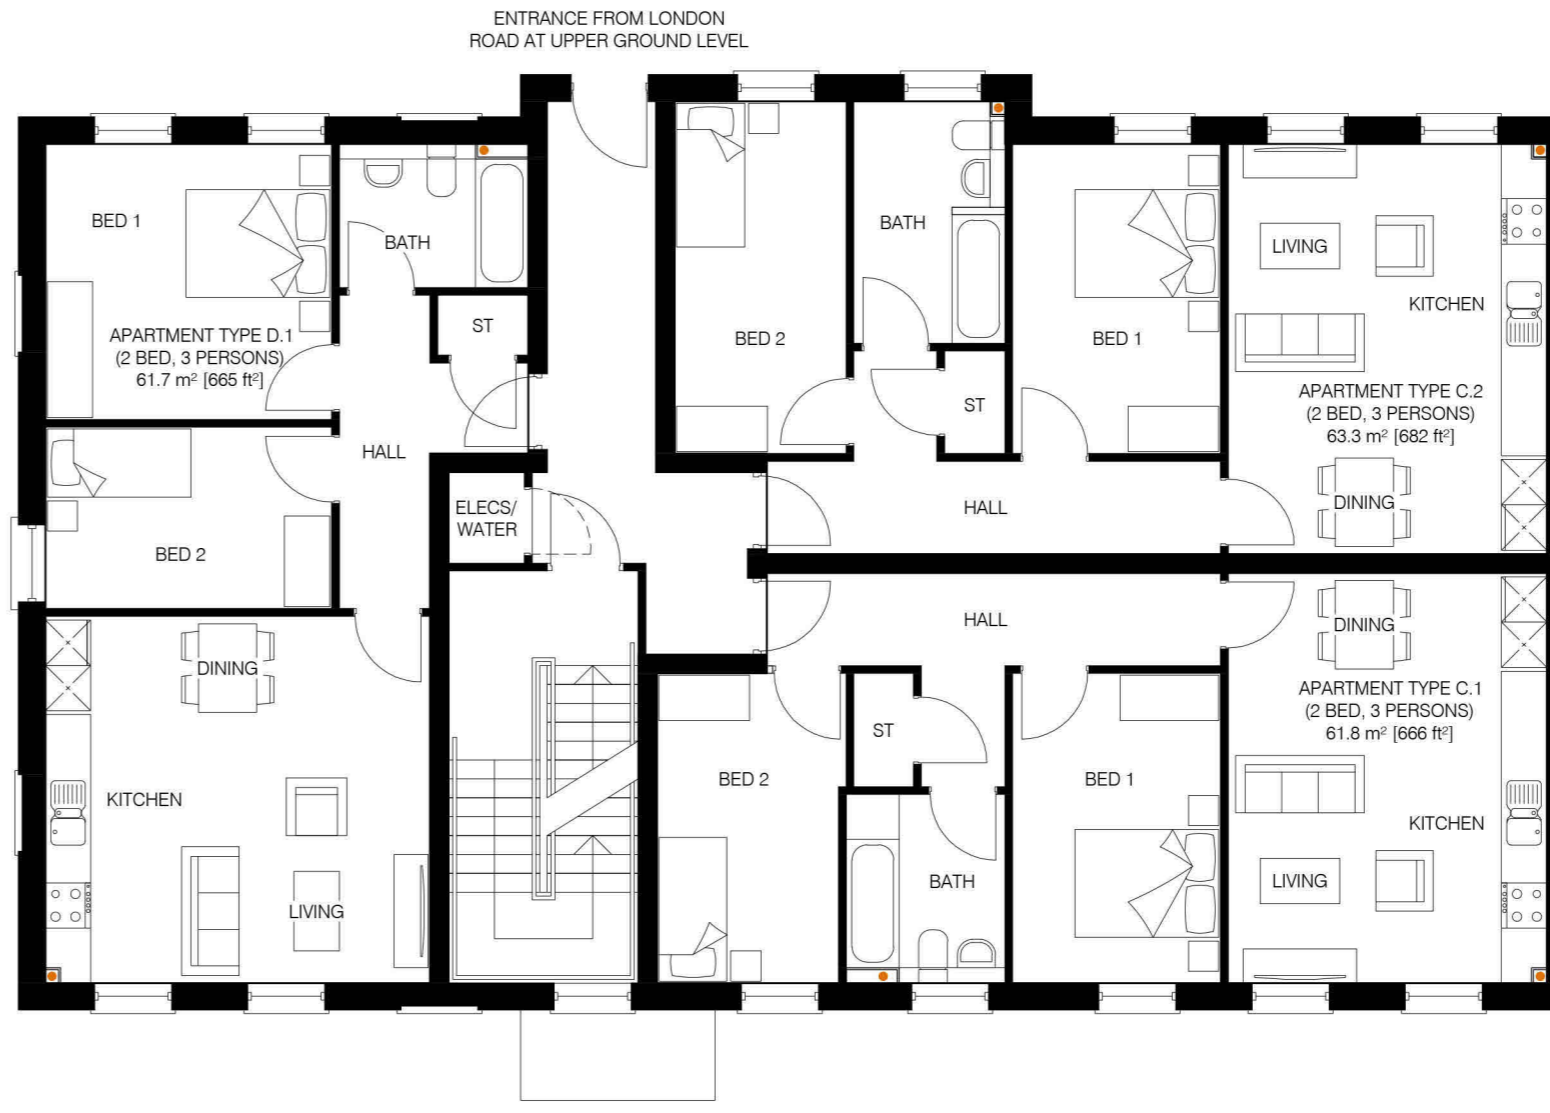 ENTRANCE FROM LONDON
ROAD AT UPPER GROUND LEVEL
BED 1
BATH
APARTMENT TYPE D.1
(2 BED, 3 PERSONS)
61.7 m² [665 ft²]
ST
HALL
BED 2
ELECS/
WATER
DINING
KITCHEN
LIVING
BED 2
BATH
ST
BED 1
HALL
LIVING
KITCHEN
APARTMENT TYPE C.2
(2 BED, 3 PERSONS)
63.3 m² [682 ft²]
DINING
HALL
BED 2
ST
BATH
BED 1
DINING
APARTMENT TYPE C.1
(2 BED, 3 PERSONS)
61.8 m² [666 ft²]
KITCHEN
LIVING